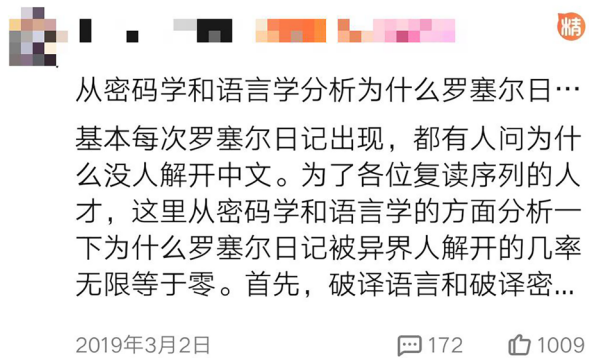 精
从密码学和语言学分析为什么罗塞尔日…
基本每次罗塞尔日记出现，都有人问为什
么没人解开中文。为了各位复读序列的人
才，这里从密码学和语言学的方面分析一
下为什么罗塞尔日记被异界人解开的几率
无限等于零。首先，破译语言和破译密...
2019年3月2日 172 1009